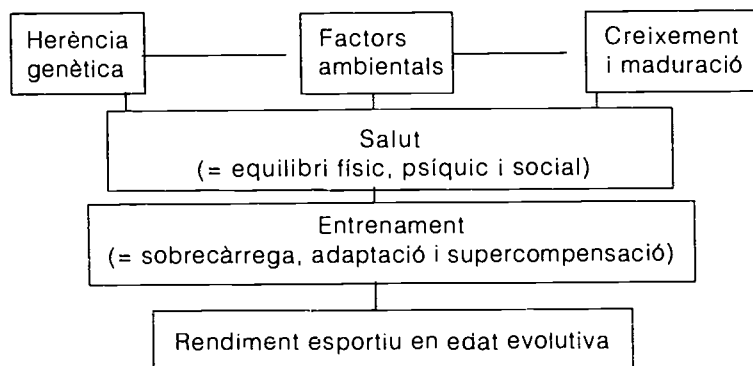 Herència
genètica
Factors
ambientals
Creixement
i maduració
Salut
(= equilibri físic, psíquic i social)
Entrenament
(= sobrecàrrega, adaptació i supercompensació)
Rendiment esportiu en edat evolutiva